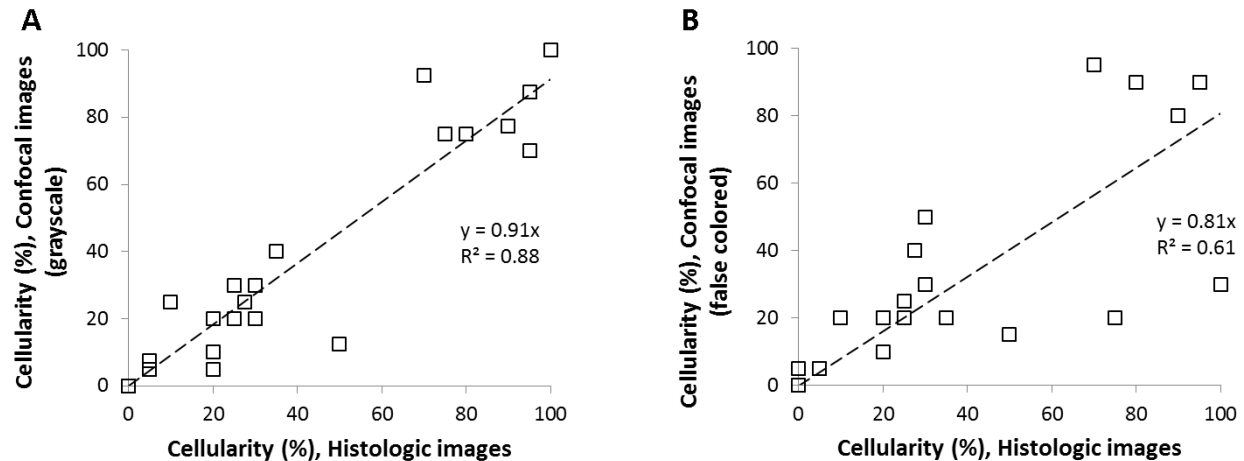 A
Cellularity (%), Confocal images
(grayscale)
100
80
60
40
20
0
y = 0.91x
R² = 0.88
0 20 40 60 80 100
Cellularity (%), Histologic images
B
Cellularity (%), Confocal images
(false colored)
100
80
60
40
20
0
y = 0.81x
R² = 0.61
0 20 40 60 80 100
Cellularity (%), Histologic images